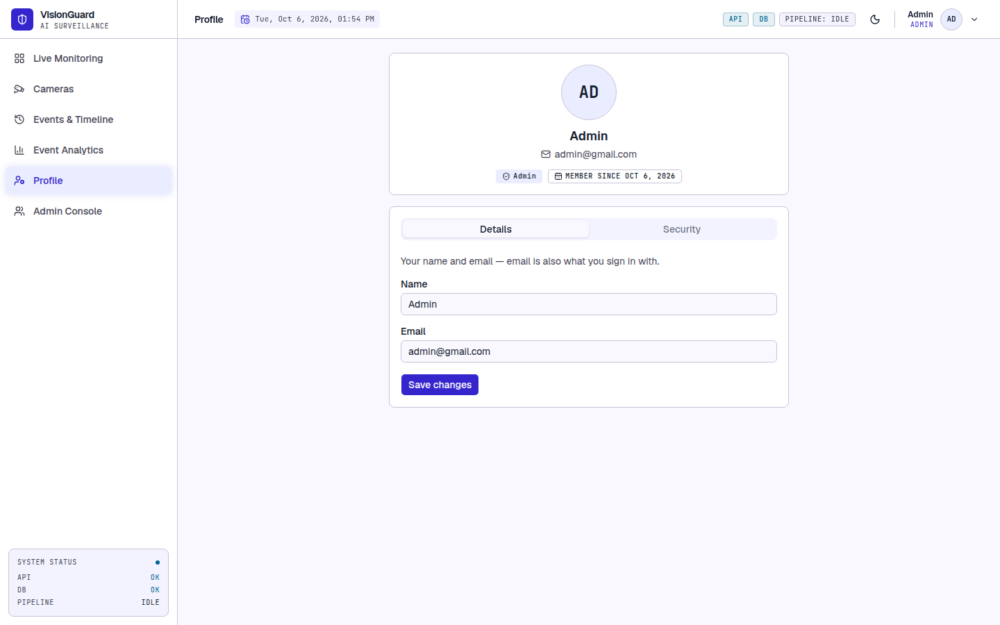 VisionGuard
AI SURVEILLANCE
Live Monitoring
Cameras
Events & Timeline
Event Analytics
Profile
Admin Console
SYSTEM STATUS
API OK
DB OK
PIPELINE IDLE
Profile
Tue, Oct 6, 2026, 01:54 PM
API
DB
PIPELINE: IDLE
Admin
ADMIN
AD
AD
Admin
admin@gmail.com
Admin
MEMBER SINCE OCT 6, 2026
Details
Security
Your name and email — email is also what you sign in with.
Name
Admin
Email
admin@gmail.com
Save changes